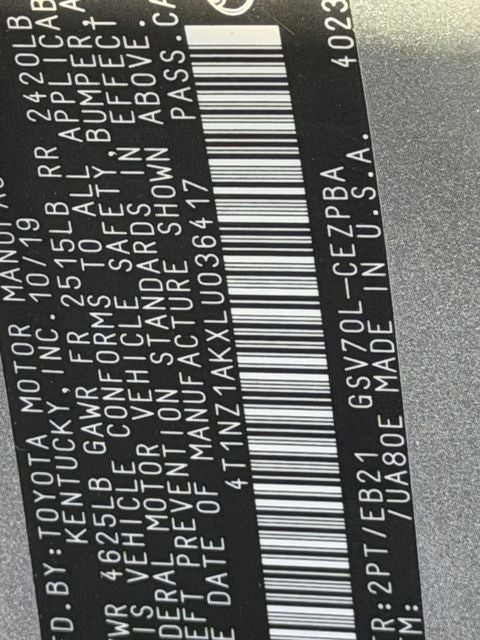 MANUFAC
D.BY:TOYOTA MOTOR
KENTUCKY, INC. 10/19
WR 4625LB GAWR FR 2515LB RR 2420LB
IS VEHICLE CONFORMS TO ALL APPLICAB
DERAL MOTOR VEHICLE SAFETY, BUMPER, A
EFT PREVENTION STANDARDS IN EFFECT
E DATE OF MANUFACTURE SHOWN ABOVE.
4T1NZ1AKXLU036417 PASS.CA
R:2PT/EB21 GSV70L-CEZPBA 4023
M: 7UA80E MADE IN U.S.A.